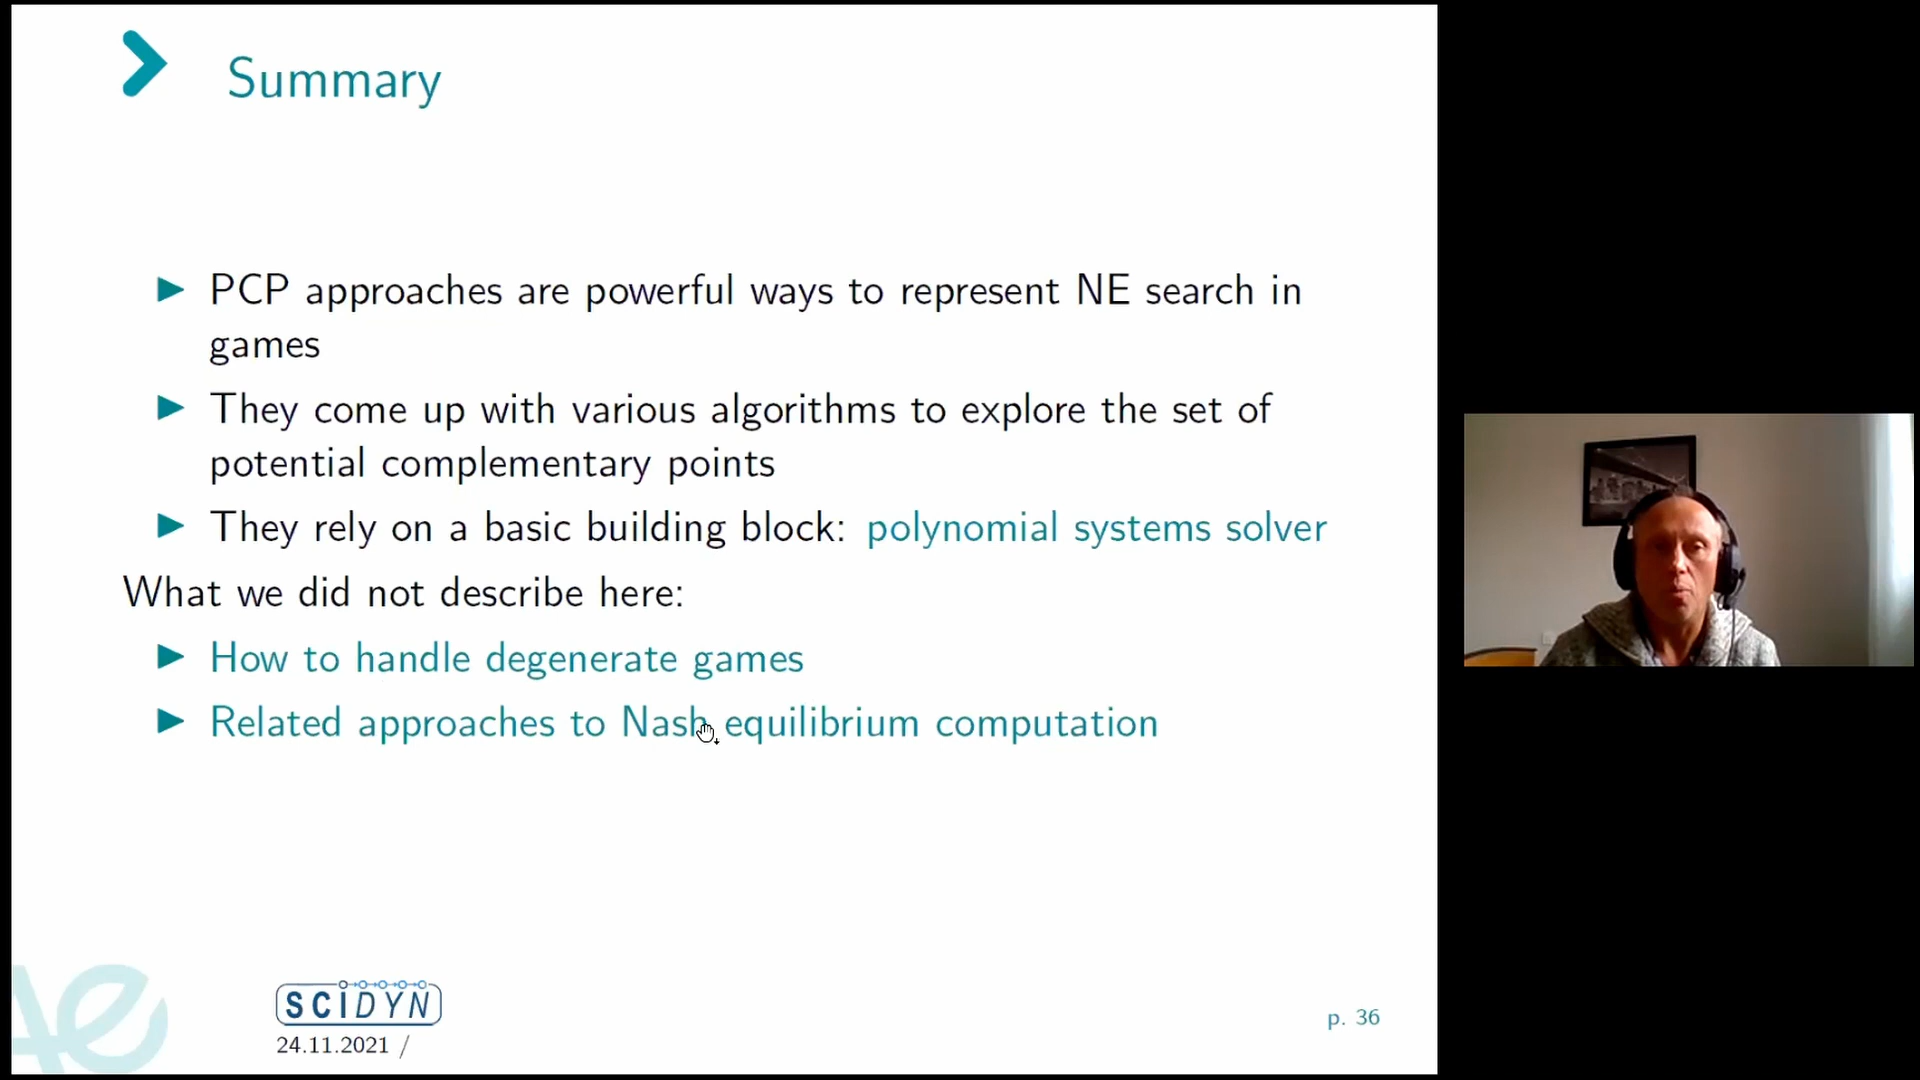 Summary
PCP approaches are powerful ways to represent NE search in
games
They come up with various algorithms to explore the set of
potential complementary points
They rely on a basic building block: polynomial systems solver
What we did not describe here:
How to handle degenerate games
Related approaches to Nash equilibrium computation
SCIDYN
24.11.2021 /
p. 36